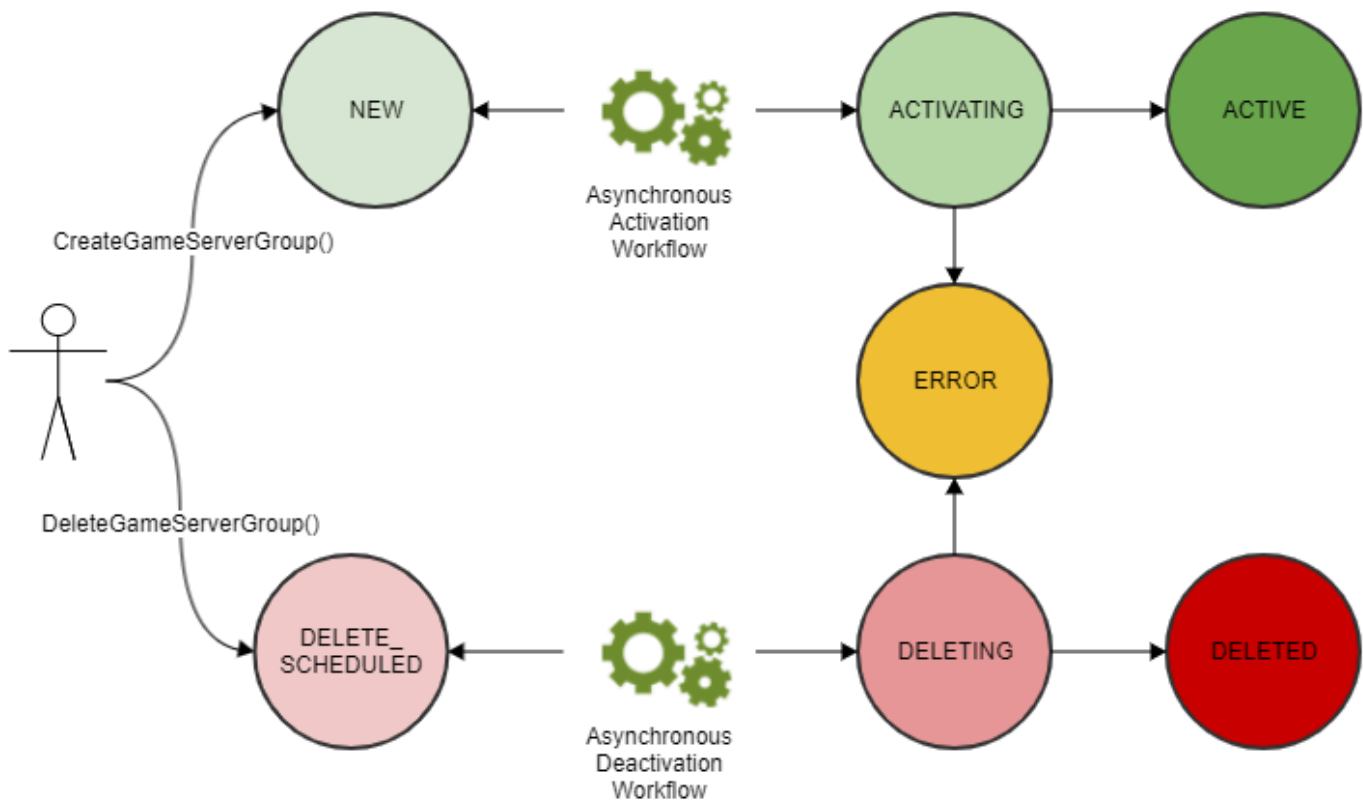 NEW
ACTIVATING
ACTIVE
Asynchronous
Activation
Workflow
CreateGameServerGroup()
ERROR
DeleteGameServerGroup()
DELETE_
SCHEDULED
DELETING
DELETED
Asynchronous
Deactivation
Workflow